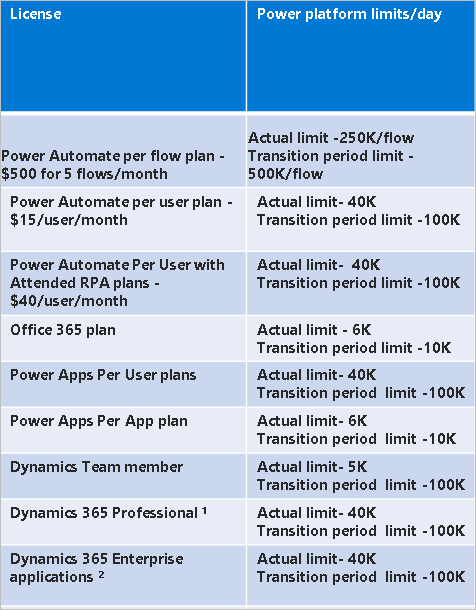 License
Power platform limits/day
Power Automate per flow plan -
$500 for 5 flows/month
Actual limit -250K/flow
Transition period limit -
500K/flow
Power Automate per user plan -
$15/user/month
Actual limit- 40K
Transition period limit -100K
Power Automate Per User with
Attended RPA plans -
$40/user/month
Actual limit-  40K
Transition period limit -100K
Office 365 plan
Actual limit - 6K
Transition period limit -10K
Power Apps Per User plans
Actual limit- 40K
Transition period  limit -100K
Power Apps Per App plan
Actual limit- 6K
Transition period  limit -10K
Dynamics Team member
Actual limit- 5K
Transition period  limit -100K
Dynamics 365 Professional ¹
Actual limit- 40K
Transition period  limit -100K
Dynamics 365 Enterprise
applications ²
Actual limit- 40K
Transition period  limit -100K